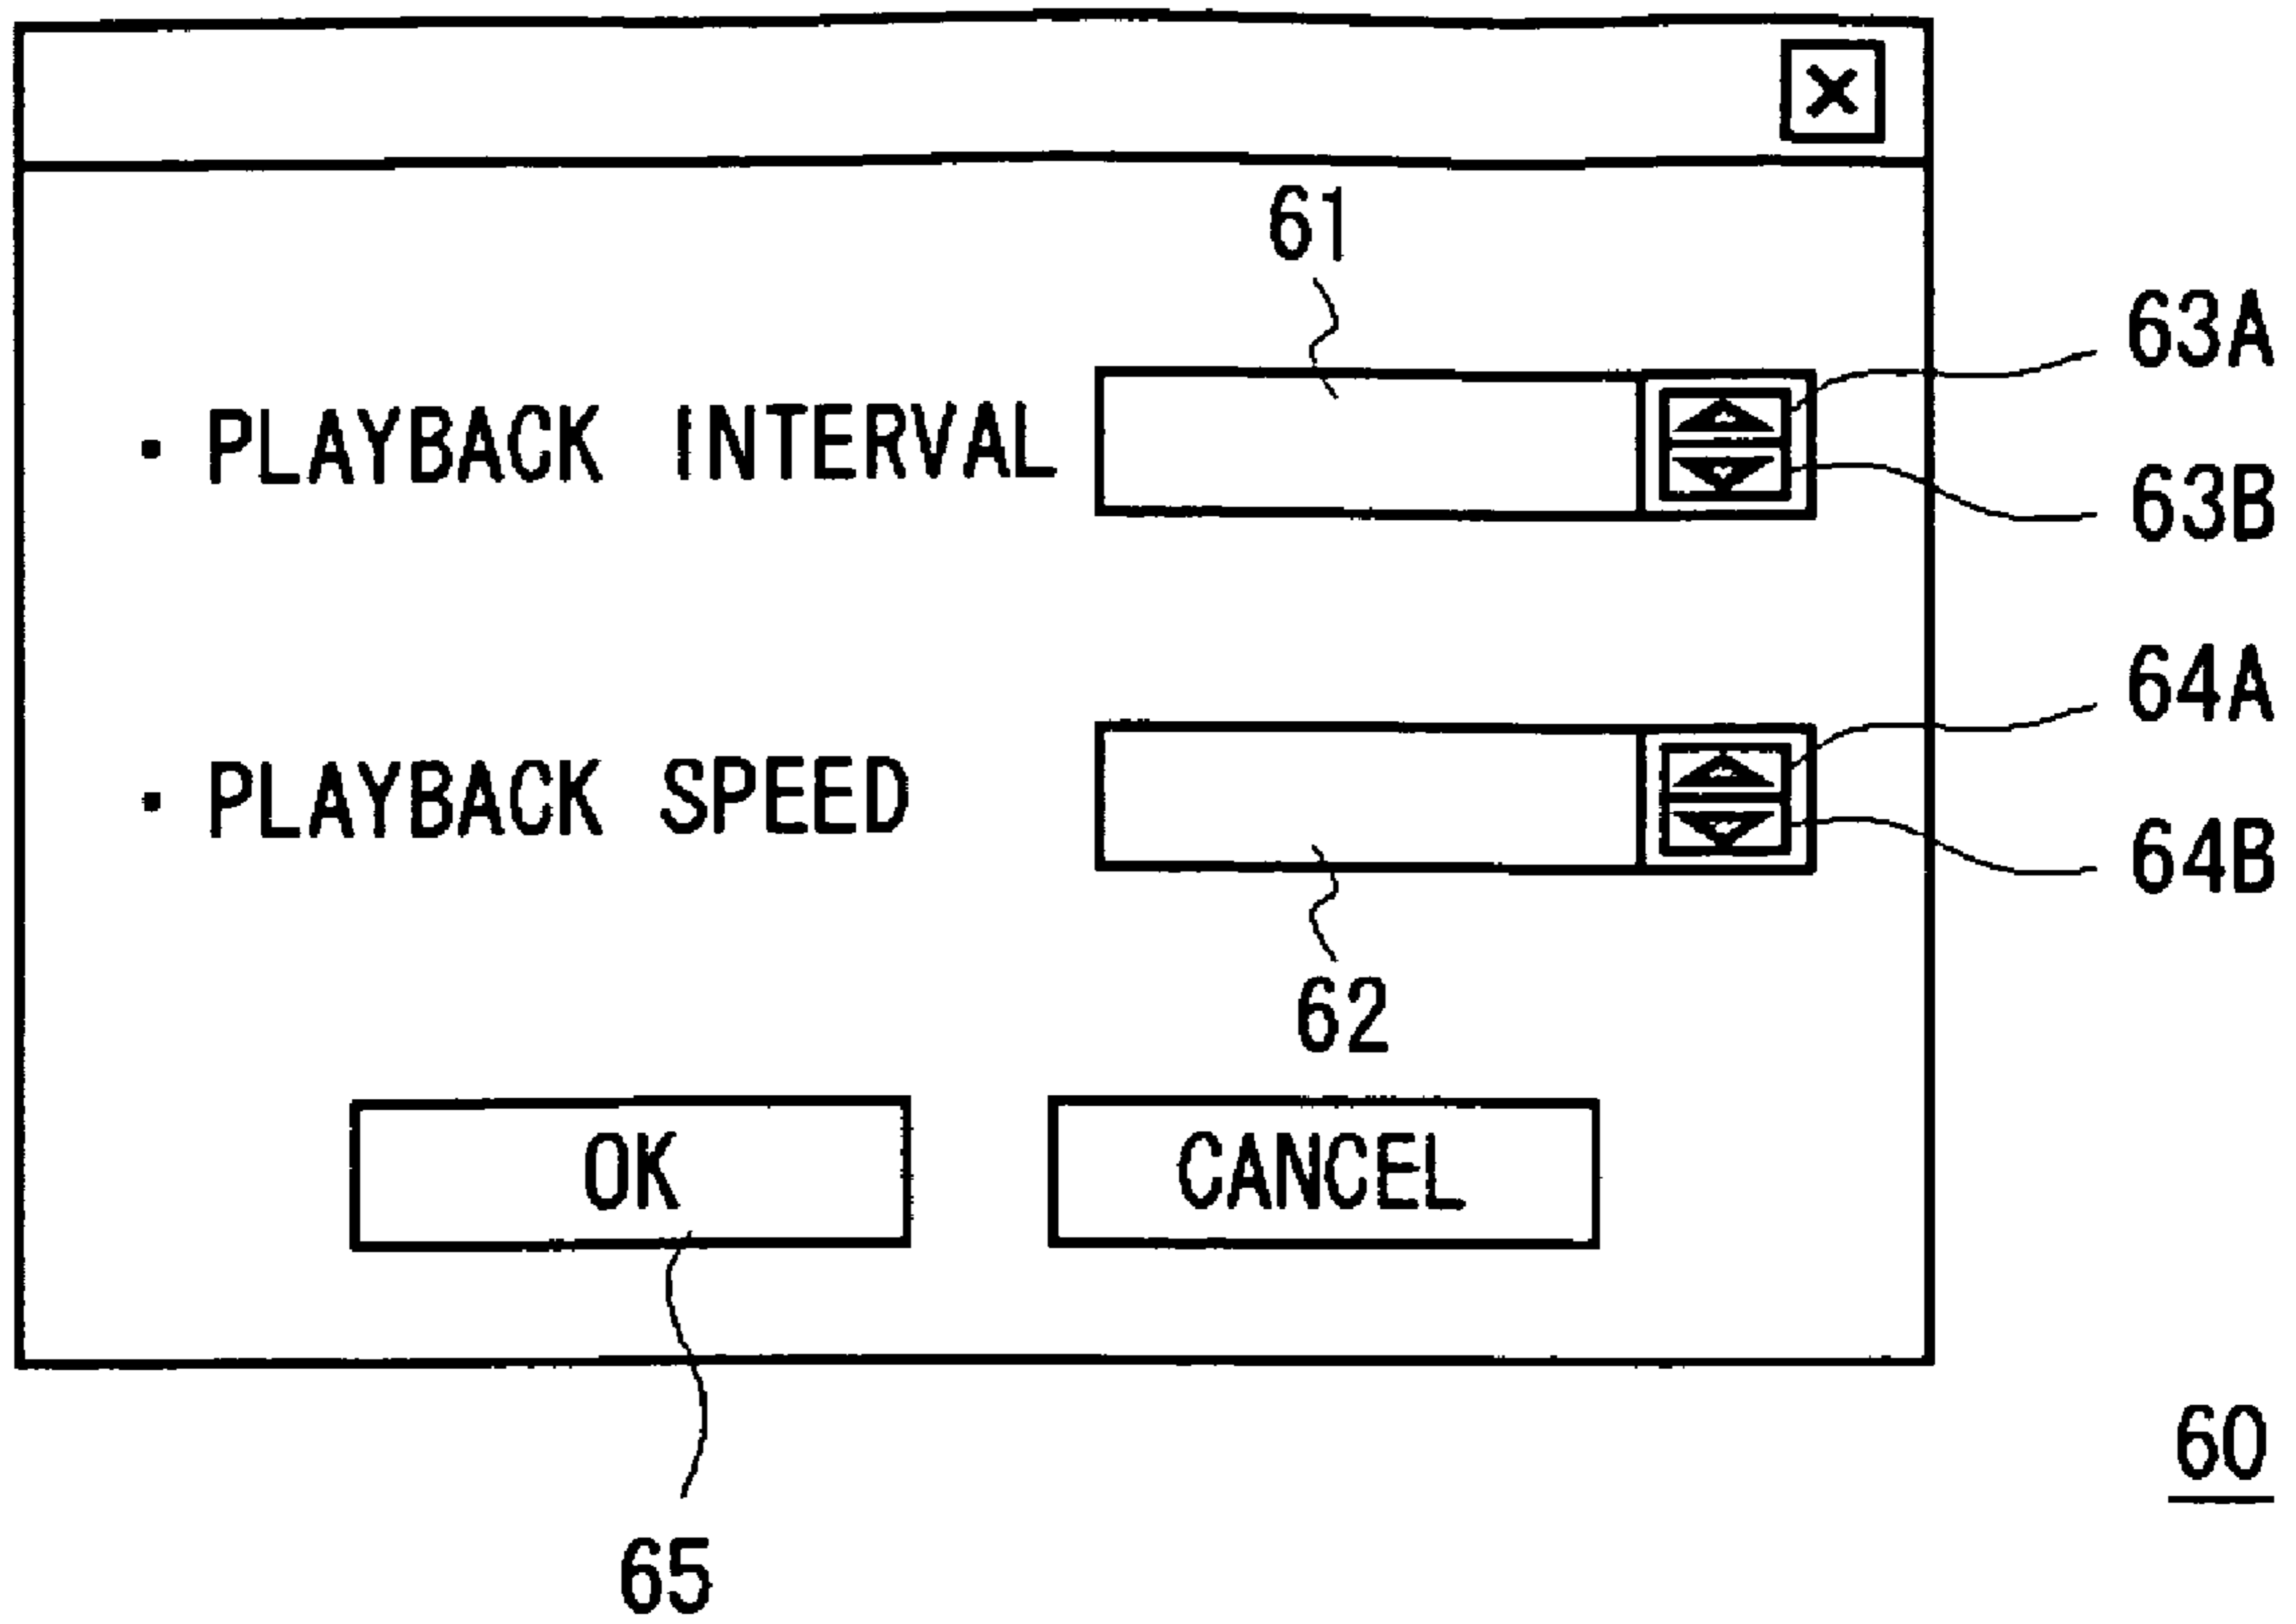 ×
61
63A
· PLAYBACK INTERVAL
63B
64A
· PLAYBACK SPEED
64B
62
OK CANCEL
60
65